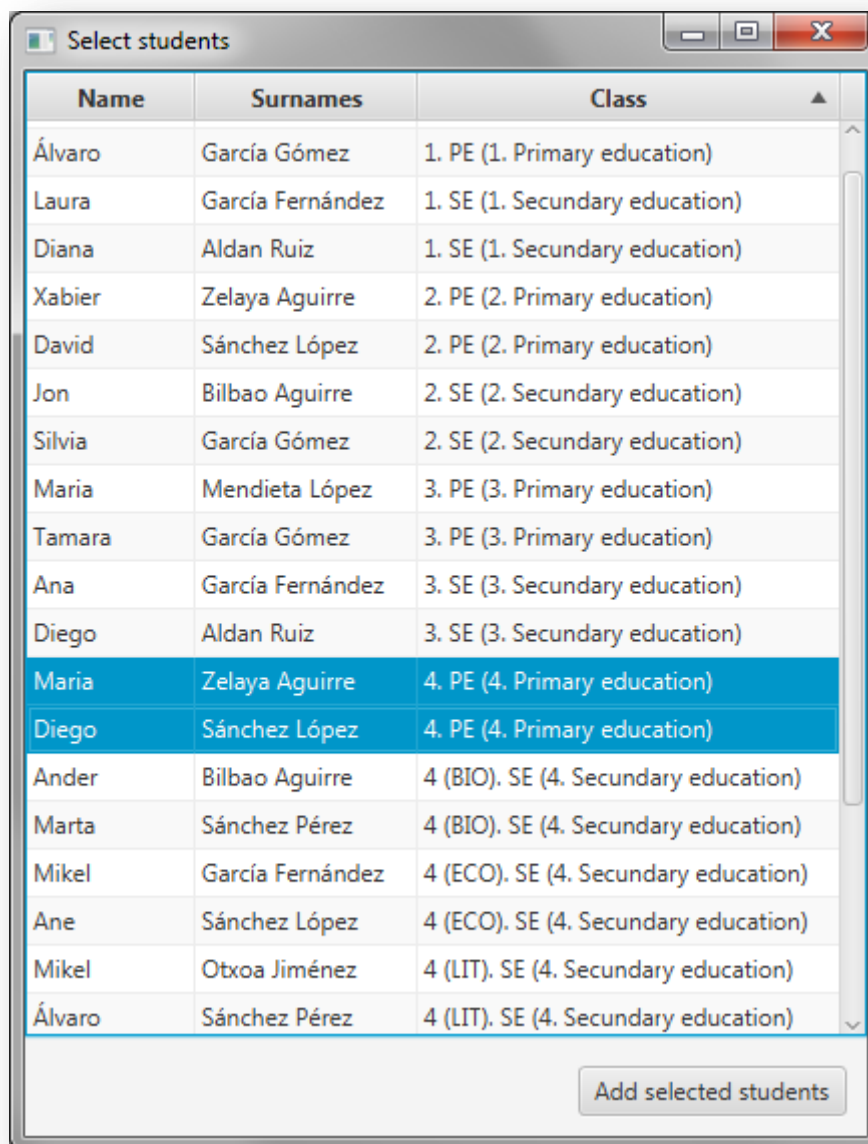 Select students
Name Surnames Class
Álvaro García Gómez 1. PE (1. Primary education)
Laura García Fernández 1. SE (1. Secundary education)
Diana Aldan Ruiz 1. SE (1. Secundary education)
Xabier Zelaya Aguirre 2. PE (2. Primary education)
David Sánchez López 2. PE (2. Primary education)
Jon Bilbao Aguirre 2. SE (2. Secundary education)
Silvia García Gómez 2. SE (2. Secundary education)
Maria Mendieta López 3. PE (3. Primary education)
Tamara García Gómez 3. PE (3. Primary education)
Ana García Fernández 3. SE (3. Secundary education)
Diego Aldan Ruiz 3. SE (3. Secundary education)
Maria Zelaya Aguirre 4. PE (4. Primary education)
Diego Sánchez López 4. PE (4. Primary education)
Ander Bilbao Aguirre 4 (BIO). SE (4. Secundary education)
Marta Sánchez Pérez 4 (BIO). SE (4. Secundary education)
Mikel García Fernández 4 (ECO). SE (4. Secundary education)
Ane Sánchez López 4 (ECO). SE (4. Secundary education)
Mikel Otxoa Jiménez 4 (LIT). SE (4. Secundary education)
Álvaro Sánchez Pérez 4 (LIT). SE (4. Secundary education)
Add selected students